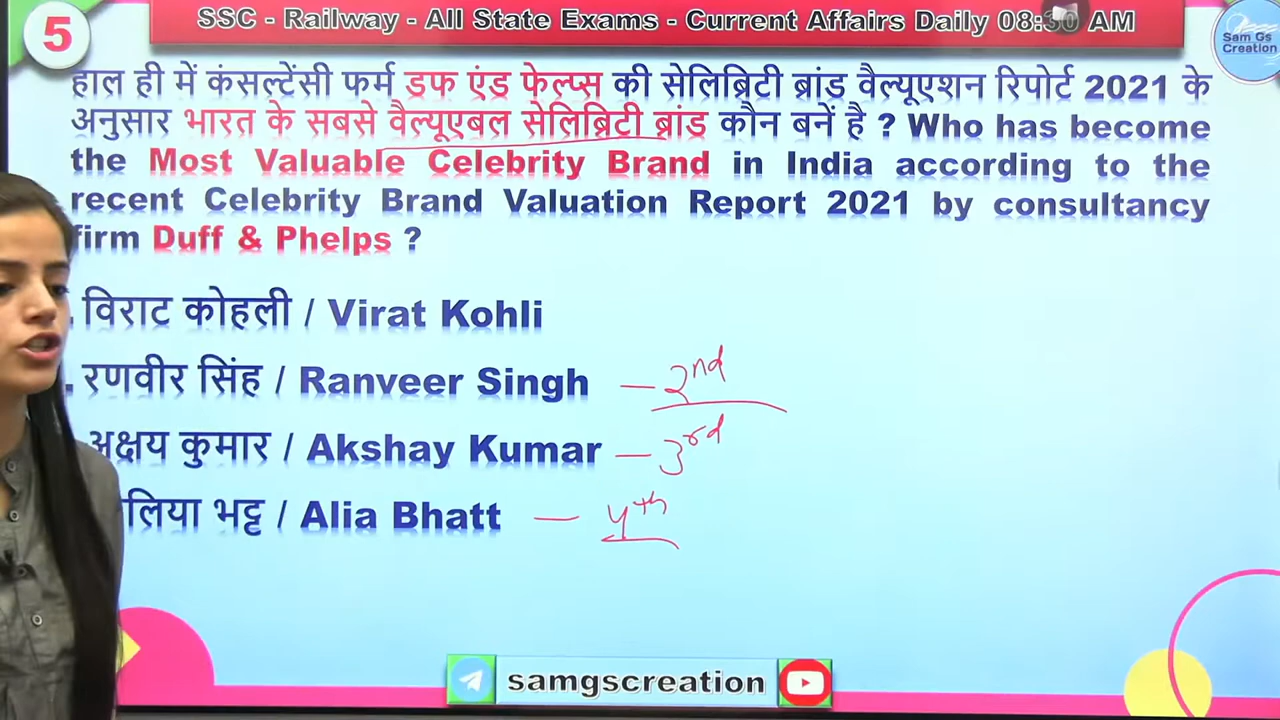 5
SSC - Railway - All State Exams - Current Affairs Daily 08:30 AM
Sam Gs
Creation
हाल ही में कंसल्टेंसी फर्म डफ एंड फेल्प्स की सेलिब्रिटी ब्रांड वैल्यूएशन रिपोर्ट 2021 के
अनुसार भारत के सबसे वैल्यूएबल सेलिब्रिटी ब्रांड कौन बनें है ? Who has become
the Most Valuable Celebrity Brand in India according to the
recent Celebrity Brand Valuation Report 2021 by consultancy
firm Duff & Phelps ?
विराट कोहली / Virat Kohli
रणवीर सिंह / Ranveer Singh — 2nd
अक्षय कुमार / Akshay Kumar — 3rd
लिया भट्ट / Alia Bhatt — 4th
samgscreation